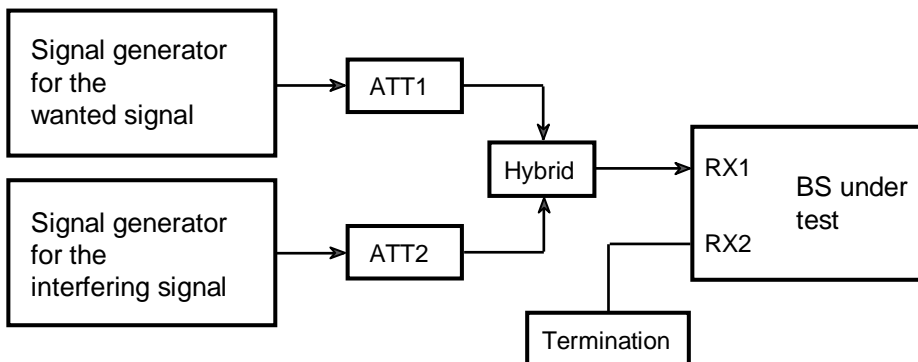 Signal generator
for the
wanted signal
ATT1
Hybrid
RX1
BS under
test
RX2
Signal generator
for the
interfering signal
ATT2
Termination